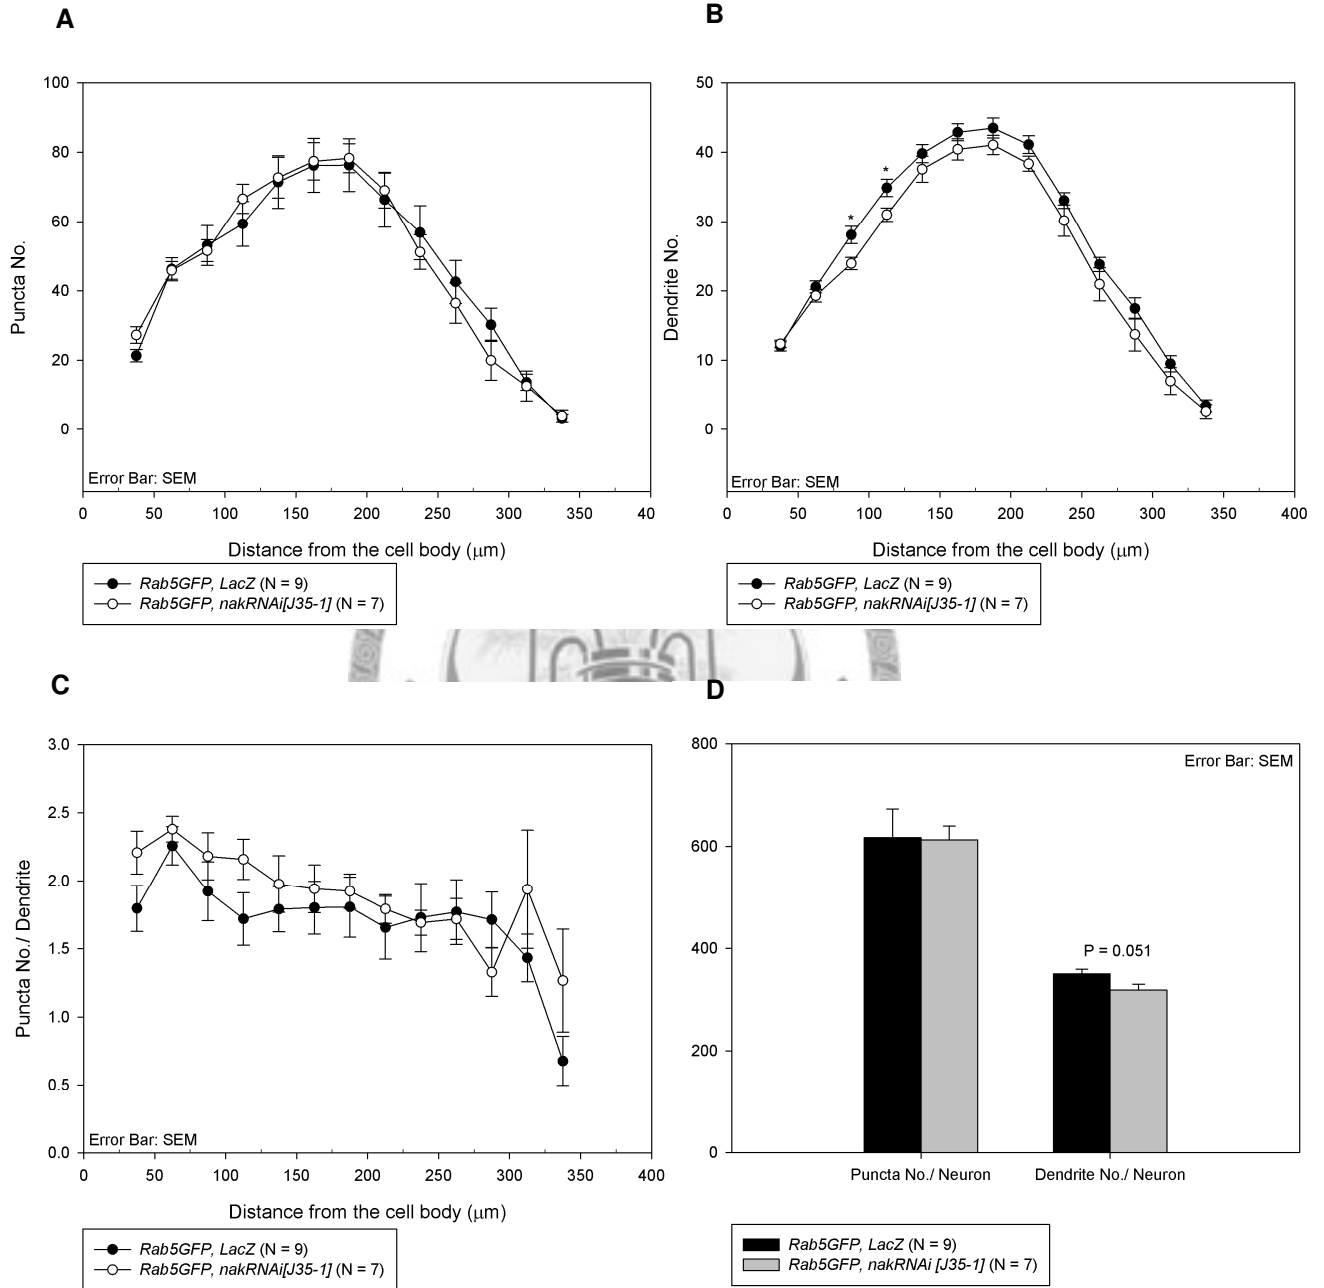 A
B
100
80
60
40
20
0
Puncta No.
Error Bar: SEM
0 50 100 150 200 250 300 350 40
Distance from the cell body (μm)
Rab5GFP, LacZ (N = 9)
Rab5GFP, nakRNAi[J35-1] (N = 7)
50
40
30
20
10
0
Dendrite No.
*
*
Error Bar: SEM
0 50 100 150 200 250 300 350 400
Distance from the cell body (μm)
Rab5GFP, LacZ (N = 9)
Rab5GFP, nakRNAi[J35-1] (N = 7)
C
D
3.0
2.5
2.0
1.5
1.0
0.5
0.0
Puncta No./ Dendrite
Error Bar: SEM
0 50 100 150 200 250 300 350 400
Distance from the cell body (μm)
Rab5GFP, LacZ (N = 9)
Rab5GFP, nakRNAi[J35-1] (N = 7)
800
600
400
200
0
Error Bar: SEM
P = 0.051
Puncta No./ Neuron Dendrite No./ Neuron
Rab5GFP, LacZ (N = 9)
Rab5GFP, nakRNAi [J35-1] (N = 7)